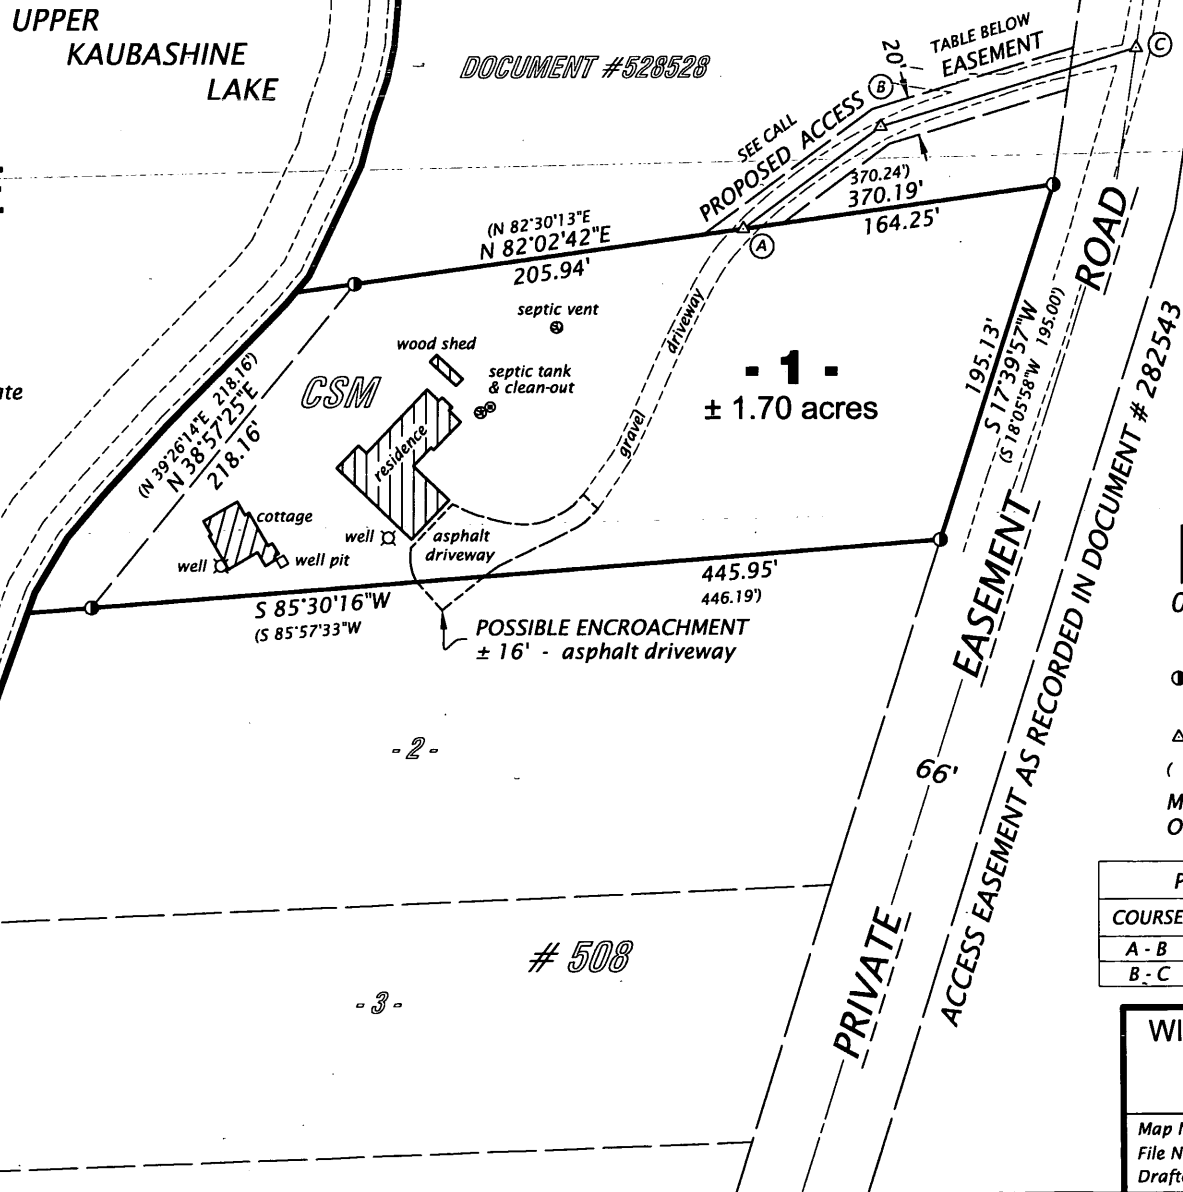 UPPER
KAUBASHINE
LAKE
DOCUMENT #528528
20'
TABLE BELOW
EASEMENT
C
B
SEE CALL
PROPOSED ACCESS
370.24')
370.19'
164.25'
A
(N 82°30'13"E
N 82°02'42"E
205.94'
septic vent
wood shed
septic tank
& clean-out
CSM
driveway
gravel
- 1 -
± 1.70 acres
195.13'
S 17°39'57"W
(S 18°05'58"W 195.00')
ROAD
(N 39°26'14"E 218.16')
N 38°57'25"E
218.16'
residence
cottage
well
well pit
well
asphalt
driveway
445.95'
446.19')
S 85°30'16"W
(S 85°57'33"W
POSSIBLE ENCROACHMENT
± 16' - asphalt driveway
EASEMENT
- 2 -
66'
ACCESS EASEMENT AS RECORDED IN DOCUMENT # 282543
PRIVATE
# 508
- 3 -
0
(
M
O
P
COURSE
A - B
B - C
WI
Map
File N
Draft